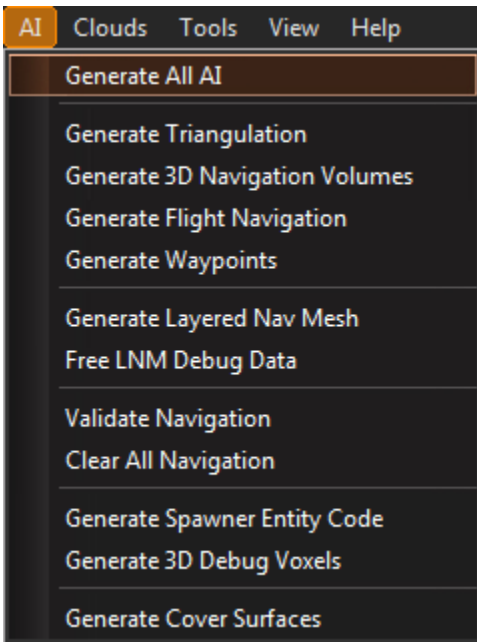 AI Clouds Tools View Help
Generate All AI
Generate Triangulation
Generate 3D Navigation Volumes
Generate Flight Navigation
Generate Waypoints
Generate Layered Nav Mesh
Free LNM Debug Data
Validate Navigation
Clear All Navigation
Generate Spawner Entity Code
Generate 3D Debug Voxels
Generate Cover Surfaces